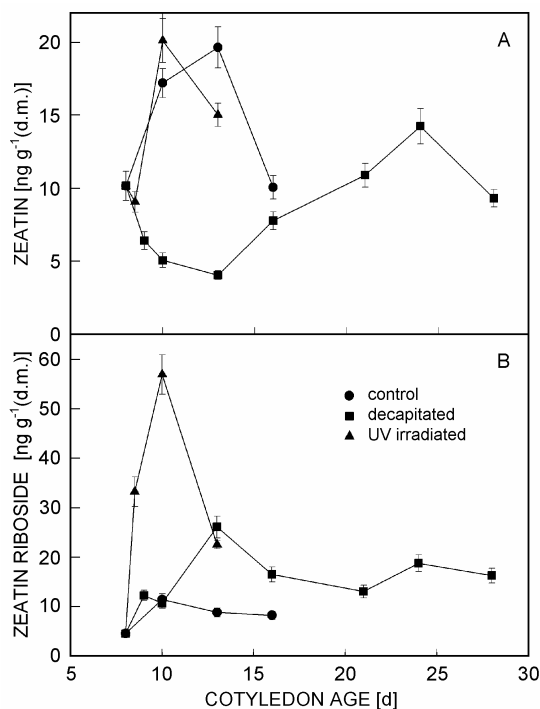 A
20
15
10
5
0
ZEATIN [ng g⁻¹(d.m.)]
B
60
50
40
30
20
10
0
ZEATIN RIBOSIDE [ng g⁻¹(d.m.)]
control
decapitated
UV irradiated
5 10 15 20 25 30
COTYLEDON AGE [d]